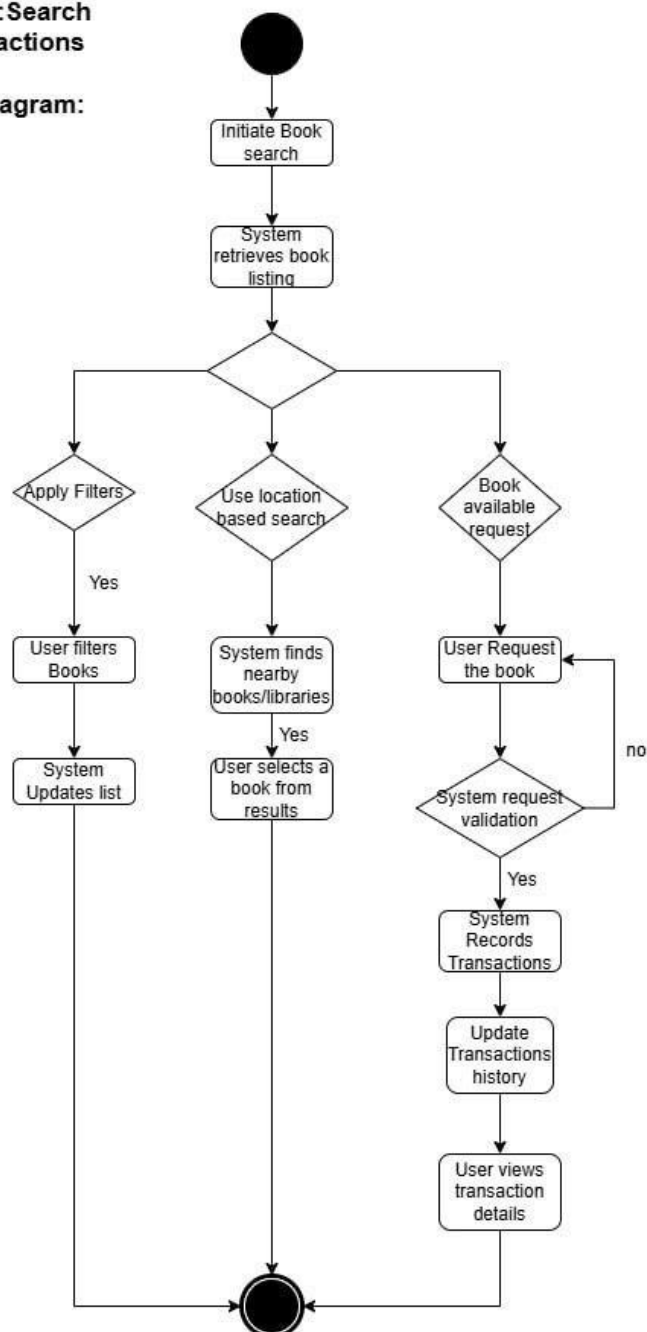 :Search
actions
agram:
Initiate Book
search
System
retrieves book
listing
Apply Filters
Use location
based search
Book
available
request
Yes
User filters
Books
System finds
nearby
books/libraries
User Request
the book
Yes
no
System
Updates list
User selects a
book from
results
System request
validation
Yes
System
Records
Transactions
Update
Transactions
history
User views
transaction
details